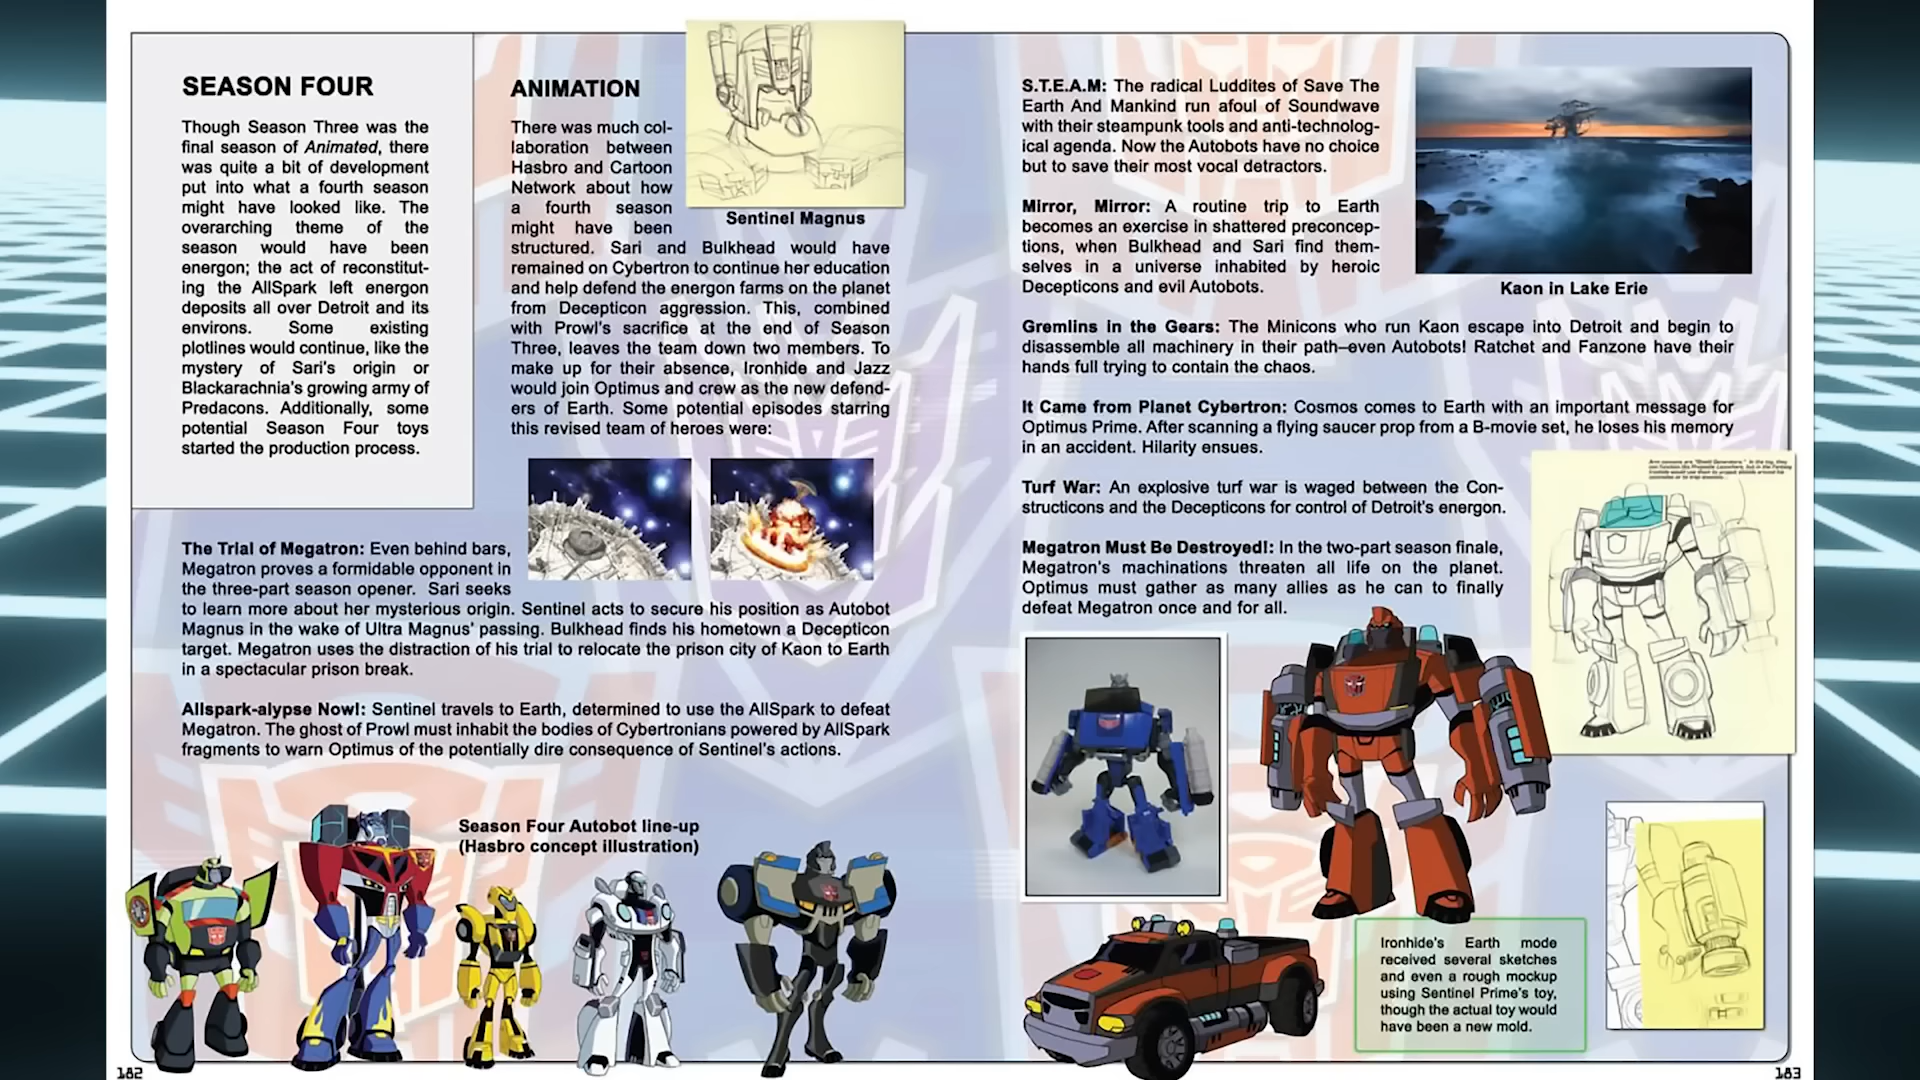 SEASON FOUR
Though Season Three was the
final season of Animated, there
was quite a bit of development
put into what a fourth season
might have looked like. The
overarching theme of the
season would have been
energon; the act of reconstitut-
ing the AllSpark left energon
deposits all over Detroit and its
environs. Some existing
plotlines would continue, like the
mystery of Sari's origin or
Blackarachnia's growing army of
Predacons. Additionally, some
potential Season Four toys
started the production process.
ANIMATION
There was much col-
laboration between
Hasbro and Cartoon
Network about how
a fourth season
might have been
structured. Sari and Bulkhead would have
remained on Cybertron to continue her education
and help defend the energon farms on the planet
from Decepticon aggression. This, combined
with Prowl's sacrifice at the end of Season
Three, leaves the team down two members. To
make up for their absence, Ironhide and Jazz
would join Optimus and crew as the new defend-
ers of Earth. Some potential episodes starring
this revised team of heroes were:
Sentinel Magnus
The Trial of Megatron: Even behind bars,
Megatron proves a formidable opponent in
the three-part season opener. Sari seeks
to learn more about her mysterious origin. Sentinel acts to secure his position as Autobot
Magnus in the wake of Ultra Magnus' passing. Bulkhead finds his hometown a Decepticon
target. Megatron uses the distraction of his trial to relocate the prison city of Kaon to Earth
in a spectacular prison break.
Allspark-alypse Now!: Sentinel travels to Earth, determined to use the AllSpark to defeat
Megatron. The ghost of Prowl must inhabit the bodies of Cybertronians powered by AllSpark
fragments to warn Optimus of the potentially dire consequence of Sentinel's actions.
Season Four Autobot line-up
(Hasbro concept illustration)
182
S.T.E.A.M: The radical Luddites of Save The
Earth And Mankind run afoul of Soundwave
with their steampunk tools and anti-technolog-
ical agenda. Now the Autobots have no choice
but to save their most vocal detractors.
Mirror, Mirror: A routine trip to Earth
becomes an exercise in shattered preconcep-
tions, when Bulkhead and Sari find them-
selves in a universe inhabited by heroic
Decepticons and evil Autobots.
Kaon in Lake Erie
Gremlins in the Gears: The Minicons who run Kaon escape into Detroit and begin to
disassemble all machinery in their path–even Autobots! Ratchet and Fanzone have their
hands full trying to contain the chaos.
It Came from Planet Cybertron: Cosmos comes to Earth with an important message for
Optimus Prime. After scanning a flying saucer prop from a B-movie set, he loses his memory
in an accident. Hilarity ensues.
Turf War: An explosive turf war is waged between the Con-
structicons and the Decepticons for control of Detroit's energon.
Megatron Must Be Destroyed!: In the two-part season finale,
Megatron's machinations threaten all life on the planet.
Optimus must gather as many allies as he can to finally
defeat Megatron once and for all.
Ironhide's Earth mode
received several sketches
and even a rough mockup
using Sentinel Prime's toy,
though the actual toy would
have been a new mold.
183